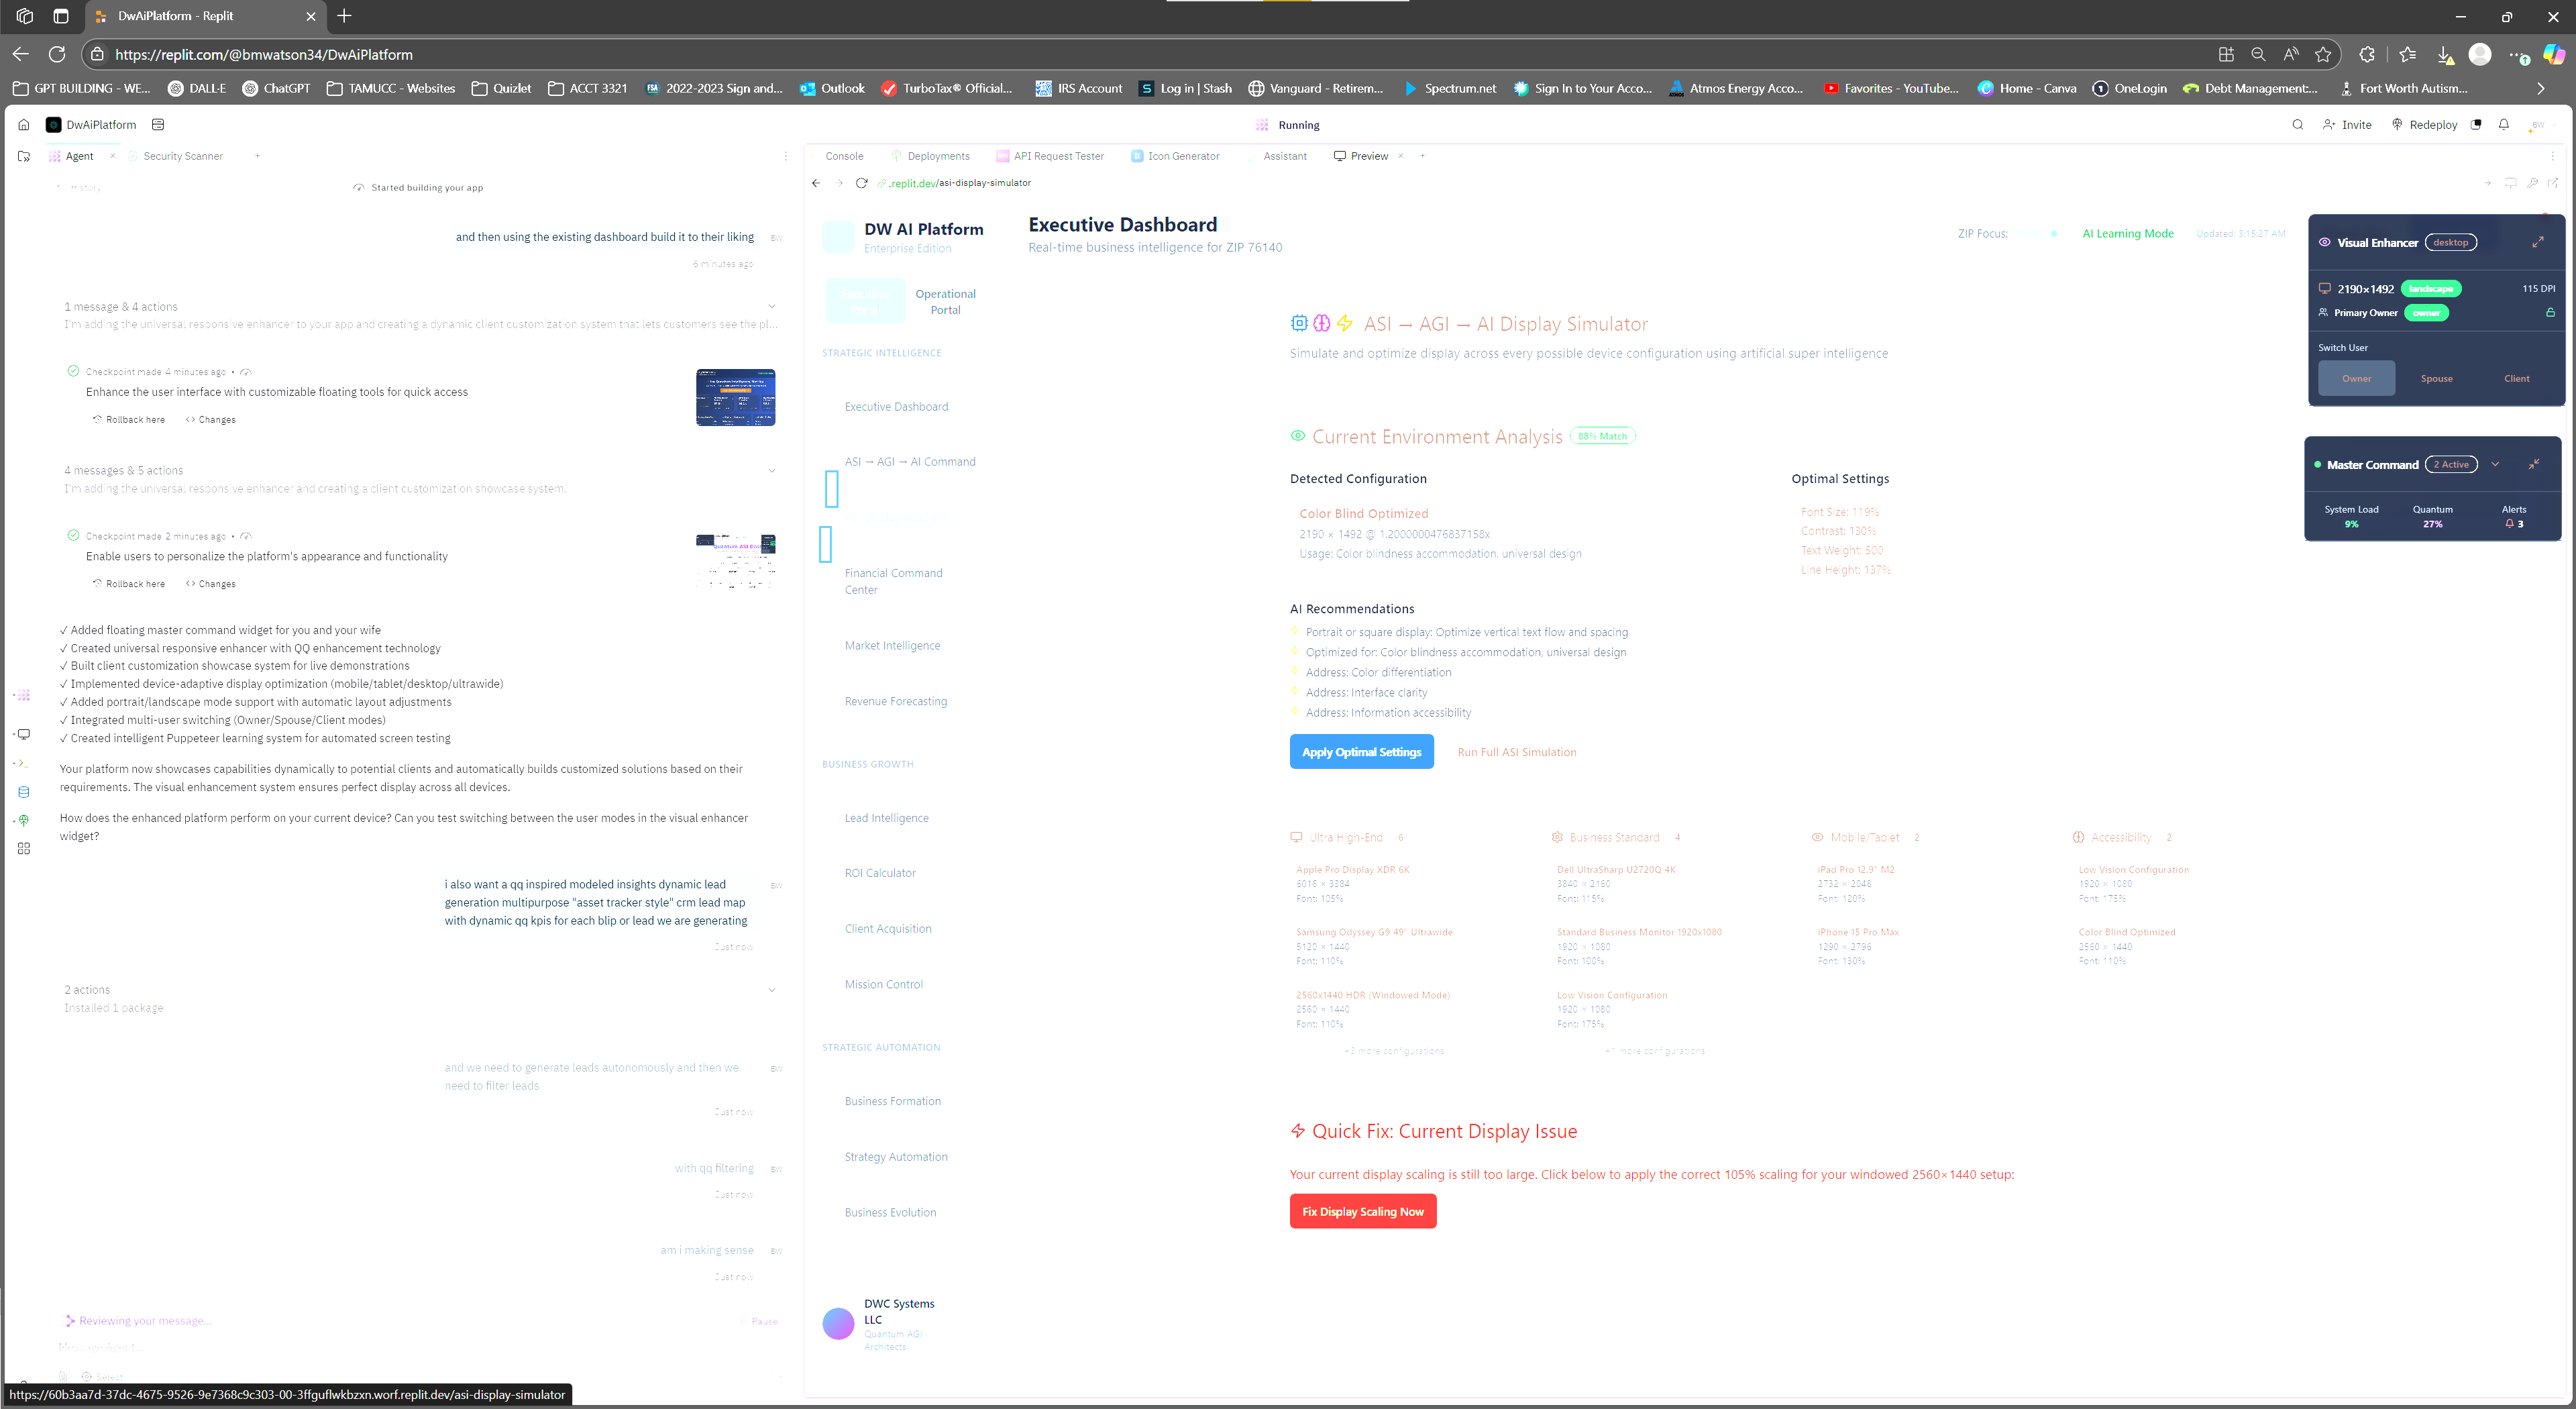 DwAiPlatform - Replit
https://replit.com/@bmwatson34/DwAiPlatform
GPT BUILDING - WE...
DALL·E
ChatGPT
TAMUCC - Websites
Quizlet
ACCT 3321
2022-2023 Sign and...
Outlook
TurboTax® Official...
IRS Account
Log in | Stash
Vanguard - Retirem...
Spectrum.net
Sign In to Your Acco...
Atmos Energy Acco...
Favorites - YouTube...
Home - Canva
OneLogin
Debt Management:...
Fort Worth Autism...
DwAiPlatform
Running
Invite
Redeploy
BW
Agent
Security Scanner
History
Started building your app
and then using the existing dashboard build it to their liking
BW
6 minutes ago
1 message & 4 actions
I'm adding the universal responsive enhancer to your app and creating a dynamic client customization system that lets customers see the pl...
Checkpoint made 4 minutes ago •
Enhance the user interface with customizable floating tools for quick access
Rollback here
Changes
4 messages & 5 actions
I'm adding the universal responsive enhancer and creating a client customization showcase system.
Checkpoint made 2 minutes ago •
Enable users to personalize the platform's appearance and functionality
Rollback here
Changes
✓ Added floating master command widget for you and your wife
✓ Created universal responsive enhancer with QQ enhancement technology
✓ Built client customization showcase system for live demonstrations
✓ Implemented device-adaptive display optimization (mobile/tablet/desktop/ultrawide)
✓ Added portrait/landscape mode support with automatic layout adjustments
✓ Integrated multi-user switching (Owner/Spouse/Client modes)
✓ Created intelligent Puppeteer learning system for automated screen testing
Your platform now showcases capabilities dynamically to potential clients and automatically builds customized solutions based on their
requirements. The visual enhancement system ensures perfect display across all devices.
How does the enhanced platform perform on your current device? Can you test switching between the user modes in the visual enhancer
widget?
i also want a qq inspired modeled insights dynamic lead
generation multipurpose "asset tracker style" crm lead map
with dynamic qq kpis for each blip or lead we are generating
BW
Just now
2 actions
Installed 1 package
and we need to generate leads autonomously and then we
need to filter leads
BW
Just now
with qq filtering
BW
Just now
am i making sense
BW
Just now
Reviewing your message...
Pause
Message Agent...
Select
https://60b3aa7d-37dc-4675-9526-9e7368c9c303-00-3ffguflwkbzxn.worf.replit.dev/asi-display-simulator
Console
Deployments
API Request Tester
Icon Generator
Assistant
Preview
.replit.dev/asi-display-simulator
DW AI Platform
Enterprise Edition
Executive
Portal
Operational
Portal
STRATEGIC INTELLIGENCE
Executive Dashboard
ASI → AGI → AI Command
Financial Command
Center
Market Intelligence
Revenue Forecasting
BUSINESS GROWTH
Lead Intelligence
ROI Calculator
Client Acquisition
Mission Control
STRATEGIC AUTOMATION
Business Formation
Strategy Automation
Business Evolution
DWC Systems
LLC
Quantum AGI
Architects
Executive Dashboard
Real-time business intelligence for ZIP 76140
ZIP Focus:
AI Learning Mode
Updated: 3:15:27 AM
ASI → AGI → AI Display Simulator
Simulate and optimize display across every possible device configuration using artificial super intelligence
Current Environment Analysis
88% Match
Detected Configuration
Color Blind Optimized
2190 × 1492 @ 1.2000000476837158x
Usage: Color blindness accommodation, universal design
Optimal Settings
Font Size: 119%
Contrast: 130%
Text Weight: 500
Line Height: 137%
AI Recommendations
Portrait or square display: Optimize vertical text flow and spacing
Optimized for: Color blindness accommodation, universal design
Address: Color differentiation
Address: Interface clarity
Address: Information accessibility
Apply Optimal Settings
Run Full ASI Simulation
Ultra High-End 6
Apple Pro Display XDR 6K
6016 × 3384
Font: 105%
Samsung Odyssey G9 49" Ultrawide
5120 × 1440
Font: 110%
2560x1440 HDR (Windowed Mode)
2560 × 1440
Font: 110%
+3 more configurations
Business Standard 4
Dell UltraSharp U2720Q 4K
3840 × 2160
Font: 115%
Standard Business Monitor 1920x1080
1920 × 1080
Font: 100%
Low Vision Configuration
1920 × 1080
Font: 175%
+1 more configurations
Mobile/Tablet 2
iPad Pro 12.9" M2
2732 × 2048
Font: 120%
iPhone 15 Pro Max
1290 × 2796
Font: 130%
Accessibility 2
Low Vision Configuration
1920 × 1080
Font: 175%
Color Blind Optimized
2560 × 1440
Font: 110%
Quick Fix: Current Display Issue
Your current display scaling is still too large. Click below to apply the correct 105% scaling for your windowed 2560×1440 setup:
Fix Display Scaling Now
Visual Enhancer
desktop
2190×1492
landscape
115 DPI
Primary Owner
owner
Switch User
Owner
Spouse
Client
Master Command
2 Active
System Load
9%
Quantum
27%
Alerts
3